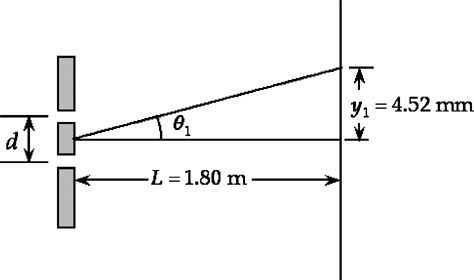 d
θ₁
y₁ = 4.52 mm
L = 1.80 m